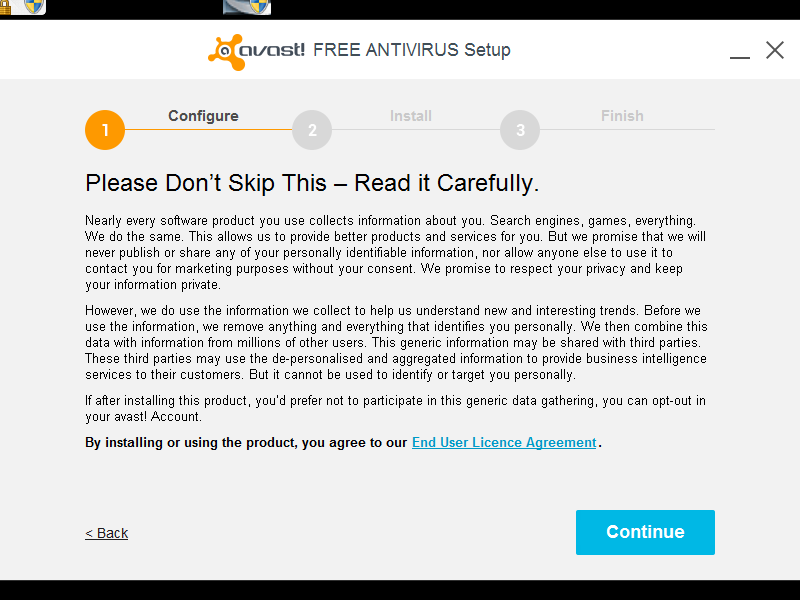 avast! FREE ANTIVIRUS Setup
Configure Install Finish
1 2 3
Please Don't Skip This – Read it Carefully.
Nearly every software product you use collects information about you. Search engines, games, everything.
We do the same. This allows us to provide better products and services for you. But we promise that we will
never publish or share any of your personally identifiable information, nor allow anyone else to use it to
contact you for marketing purposes without your consent. We promise to respect your privacy and keep
your information private.
However, we do use the information we collect to help us understand new and interesting trends. Before we
use the information, we remove anything and everything that identifies you personally. We then combine this
data with information from millions of other users. This generic information may be shared with third parties.
These third parties may use the de-personalised and aggregated information to provide business intelligence
services to their customers. But it cannot be used to identify or target you personally.
If after installing this product, you'd prefer not to participate in this generic data gathering, you can opt-out in
your avast! Account.
By installing or using the product, you agree to our End User Licence Agreement.
< Back
Continue